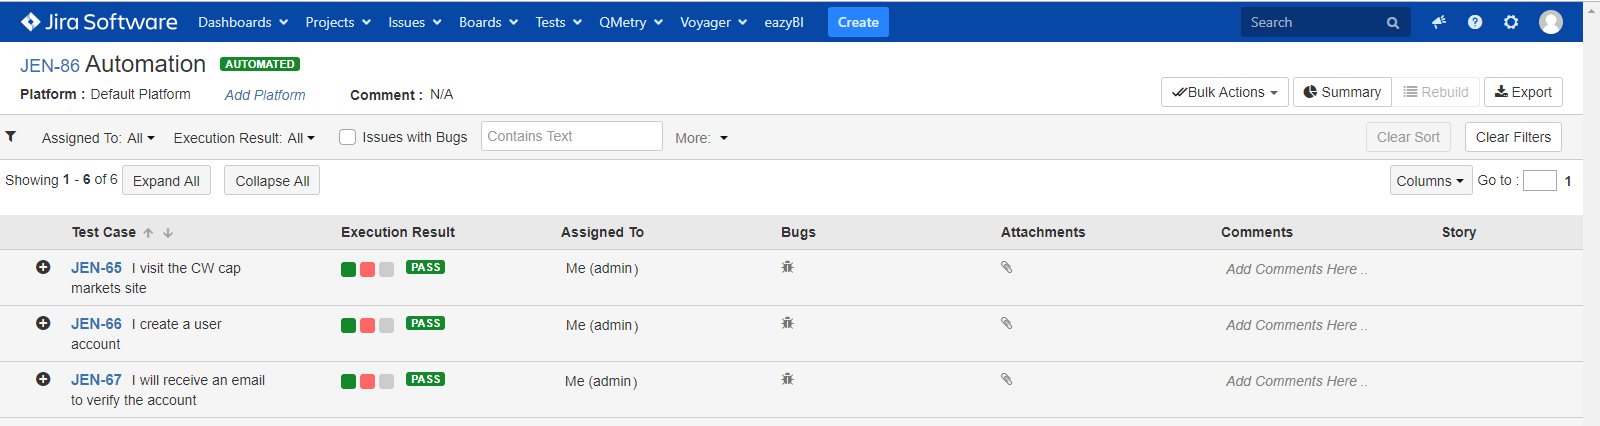 Jira Software Dashboards Projects Issues Boards Tests QMetry Voyager eazyBI Create Search
JEN-86 Automation AUTOMATED
Platform : Default Platform Add Platform Comment : N/A
Bulk Actions Summary Rebuild Export
Assigned To: All Execution Result: All Issues with Bugs Contains Text More: Clear Sort Clear Filters
Showing 1 - 6 of 6 Expand All Collapse All Columns Go to : 1
Test Case Execution Result Assigned To Bugs Attachments Comments Story
JEN-65 I visit the CW cap PASS Me (admin) Add Comments Here ..
markets site
JEN-66 I create a user PASS Me (admin) Add Comments Here ..
account
JEN-67 I will receive an email PASS Me (admin) Add Comments Here ..
to verify the account